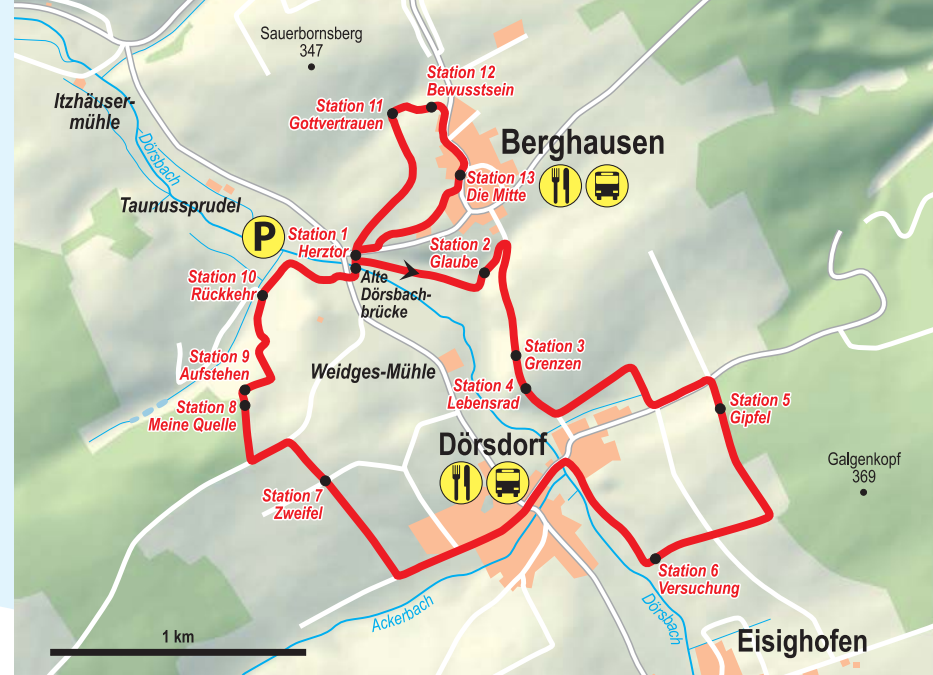 Sauerbornsberg
347
Station 12
Bewusstsein
Itzhäuser-
mühle
Station 11
Gottvertrauen
Dörsbach
Berghausen
Station 13
Die Mitte
Taunussprudel
P
Station 1
Herztor
Station 2
Glaube
Station 10
Rückkehr
Alte
Dörsbach-
brücke
Station 3
Grenzen
Station 9
Aufstehen
Weidges-Mühle
Station 4
Lebensrad
Station 8
Meine Quelle
Station 5
Gipfel
Dörsdorf
Galgenkopf
369
Station 7
Zweifel
Station 6
Versuchung
Ackerbach
Dörsbach
1 km
Eisighofen